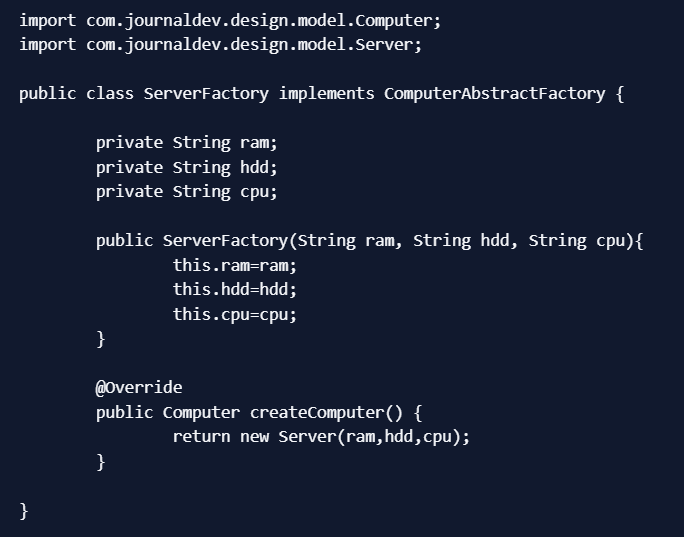 import com.journaldev.design.model.Computer;
import com.journaldev.design.model.Server;

public class ServerFactory implements ComputerAbstractFactory {

	private String ram;
	private String hdd;
	private String cpu;

	public ServerFactory(String ram, String hdd, String cpu){
		this.ram=ram;
		this.hdd=hdd;
		this.cpu=cpu;
	}

	@Override
	public Computer createComputer() {
		return new Server(ram,hdd,cpu);
	}

}